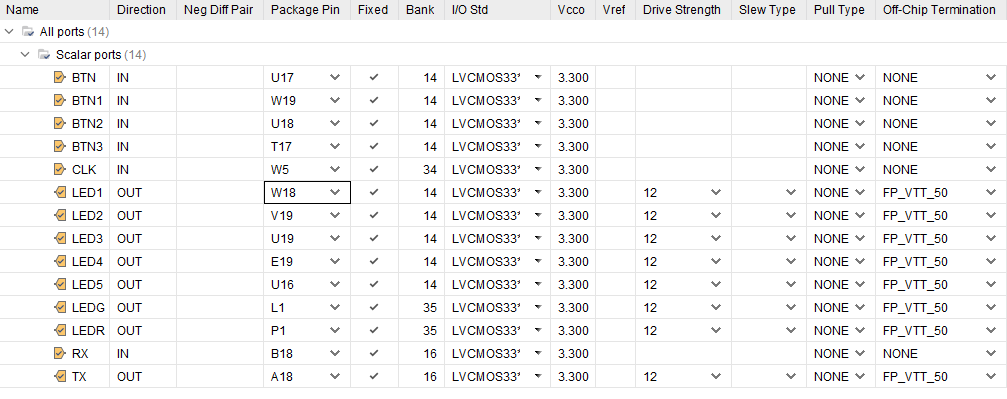 Name Direction Neg Diff Pair Package Pin Fixed Bank I/O Std Vcco Vref Drive Strength Slew Type Pull Type Off-Chip Termination
All ports (14)
Scalar ports (14)
BTN IN U17 14 LVCMOS33* 3.300 NONE NONE
BTN1 IN W19 14 LVCMOS33* 3.300 NONE NONE
BTN2 IN U18 14 LVCMOS33* 3.300 NONE NONE
BTN3 IN T17 14 LVCMOS33* 3.300 NONE NONE
CLK IN W5 34 LVCMOS33* 3.300 NONE NONE
LED1 OUT W18 14 LVCMOS33* 3.300 12 NONE FP_VTT_50
LED2 OUT V19 14 LVCMOS33* 3.300 12 NONE FP_VTT_50
LED3 OUT U19 14 LVCMOS33* 3.300 12 NONE FP_VTT_50
LED4 OUT E19 14 LVCMOS33* 3.300 12 NONE FP_VTT_50
LED5 OUT U16 14 LVCMOS33* 3.300 12 NONE FP_VTT_50
LEDG OUT L1 35 LVCMOS33* 3.300 12 NONE FP_VTT_50
LEDR OUT P1 35 LVCMOS33* 3.300 12 NONE FP_VTT_50
RX IN B18 16 LVCMOS33* 3.300 NONE NONE
TX OUT A18 16 LVCMOS33* 3.300 12 NONE FP_VTT_50